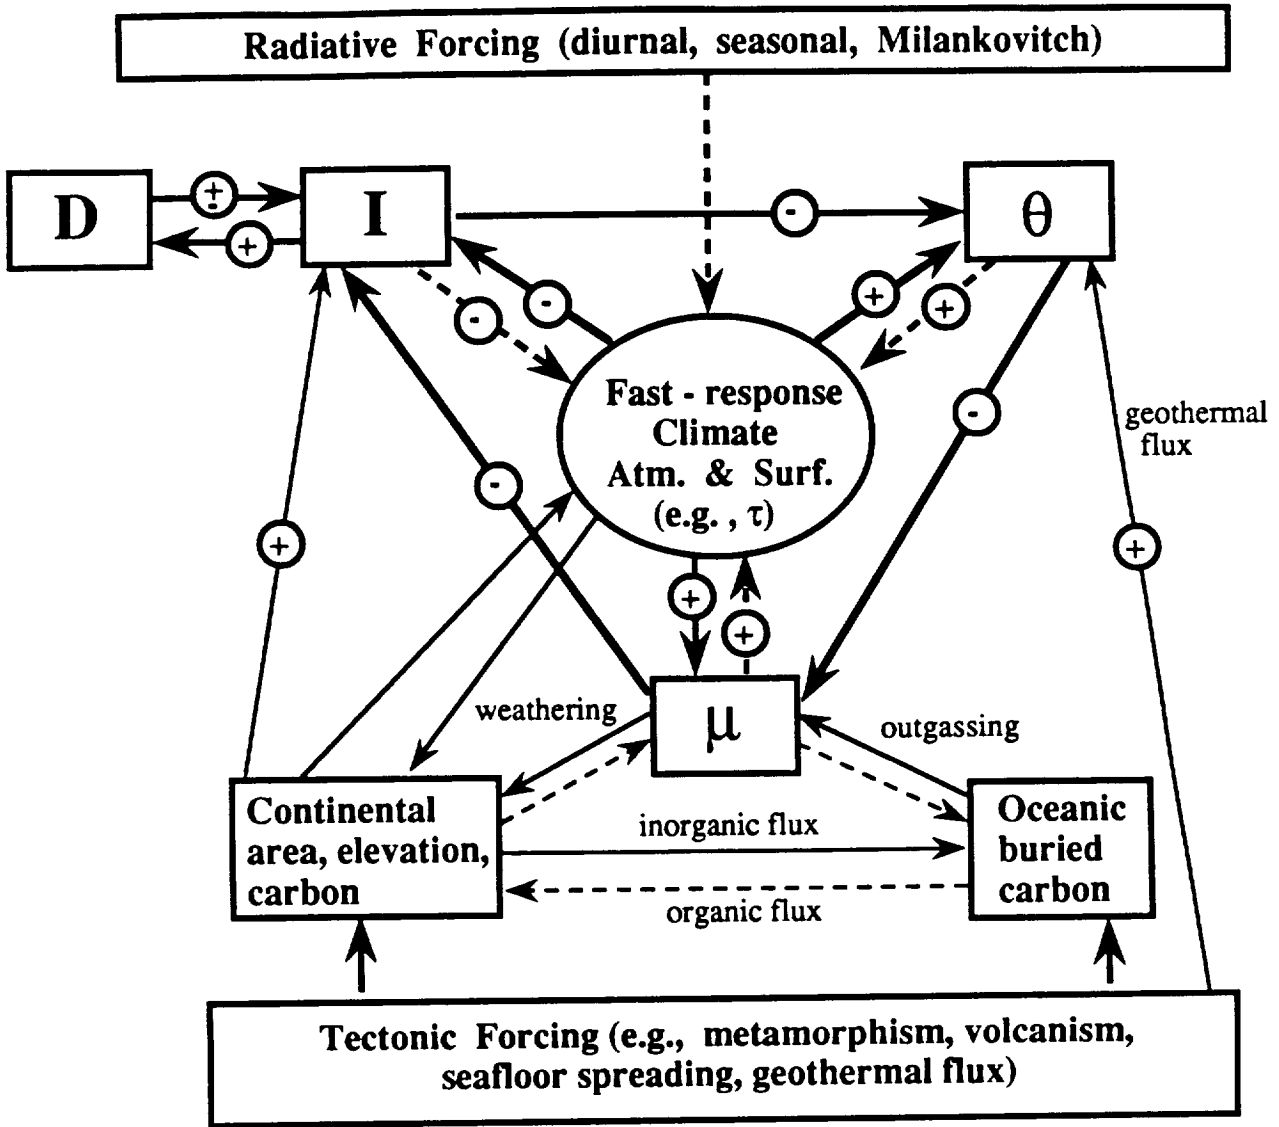 Radiative Forcing (diurnal, seasonal, Milankovitch)
D
±
+
I
-
θ
-
-
+
+
Fast - response
Climate
Atm. & Surf.
(e.g. , τ)
-
-
geothermal
flux
+
+
+
+
weathering
μ
outgassing
Continental
area, elevation,
carbon
inorganic flux
organic flux
Oceanic
buried
carbon
Tectonic Forcing (e.g., metamorphism, volcanism,
seafloor spreading, geothermal flux)